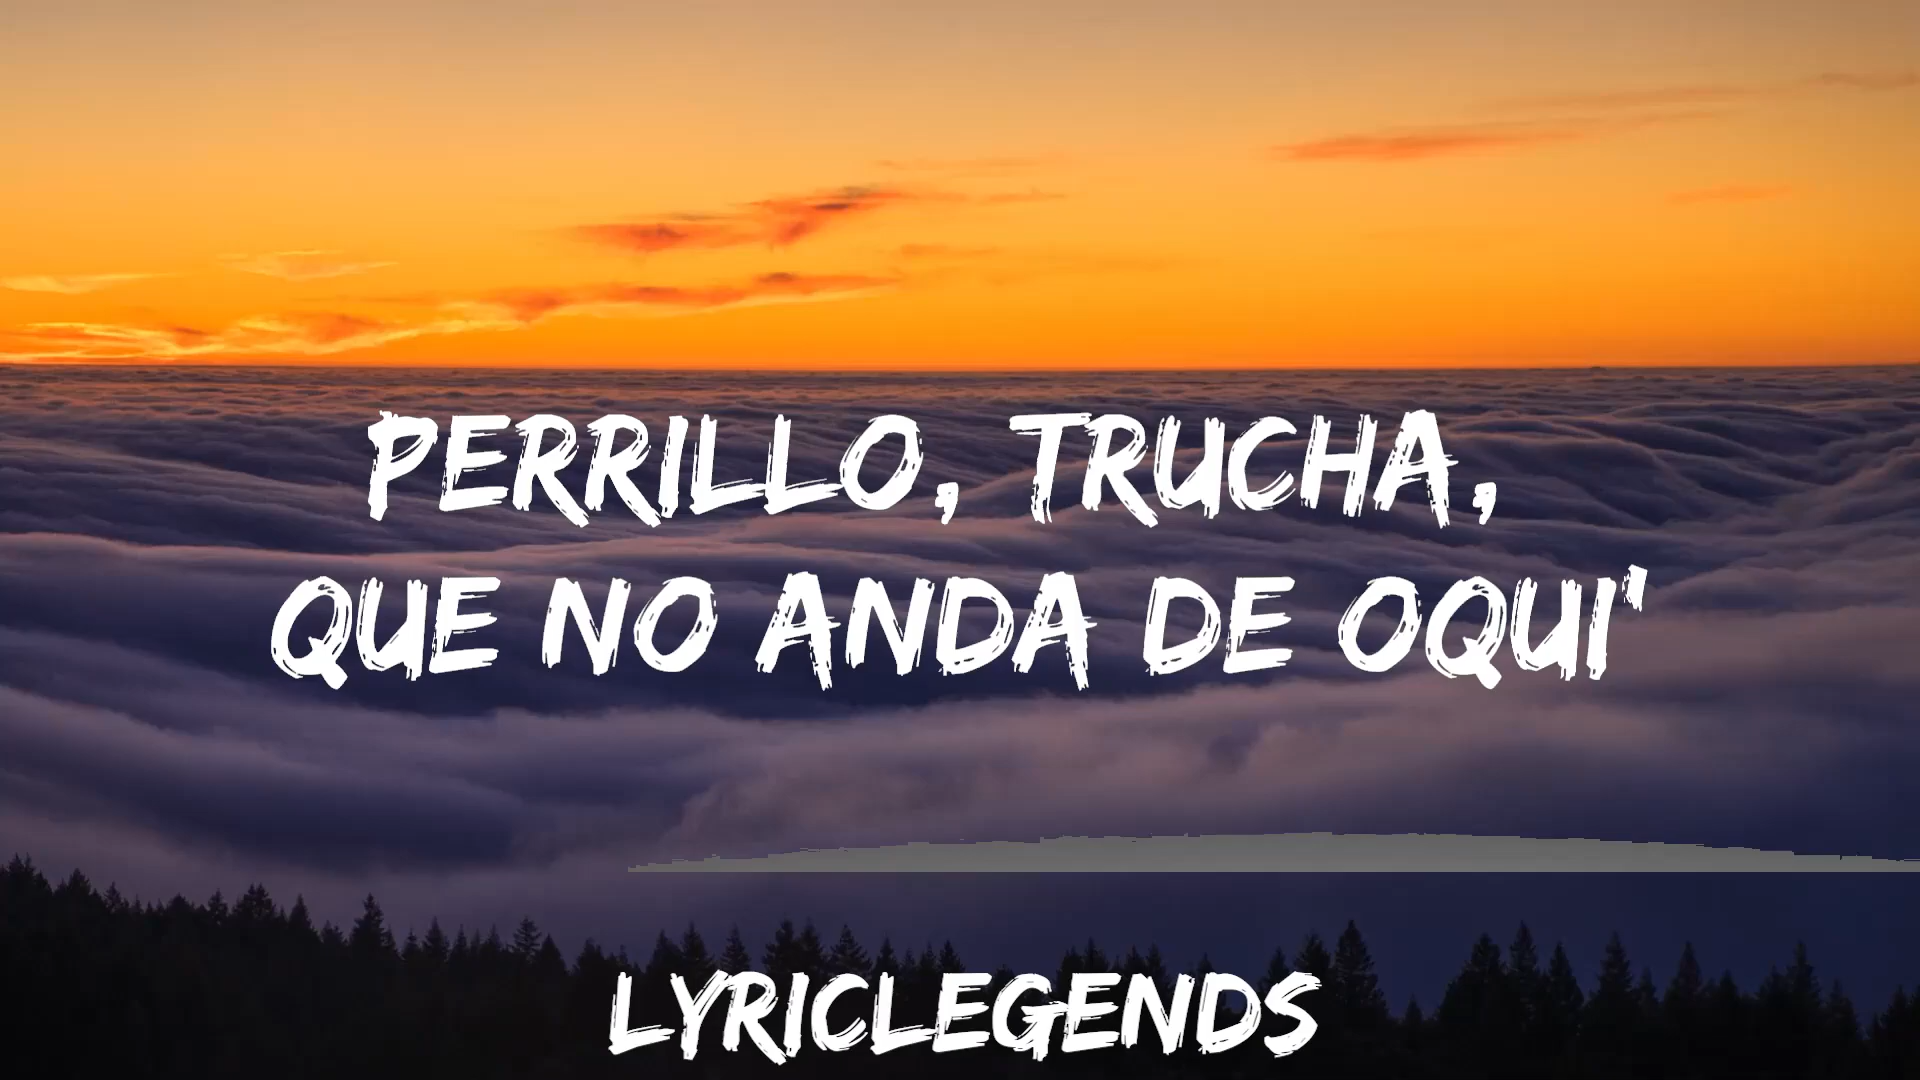 PERRILLO, TRUCHA,
QUE NO ANDA DE OQUI'
LYRICLEGENDS